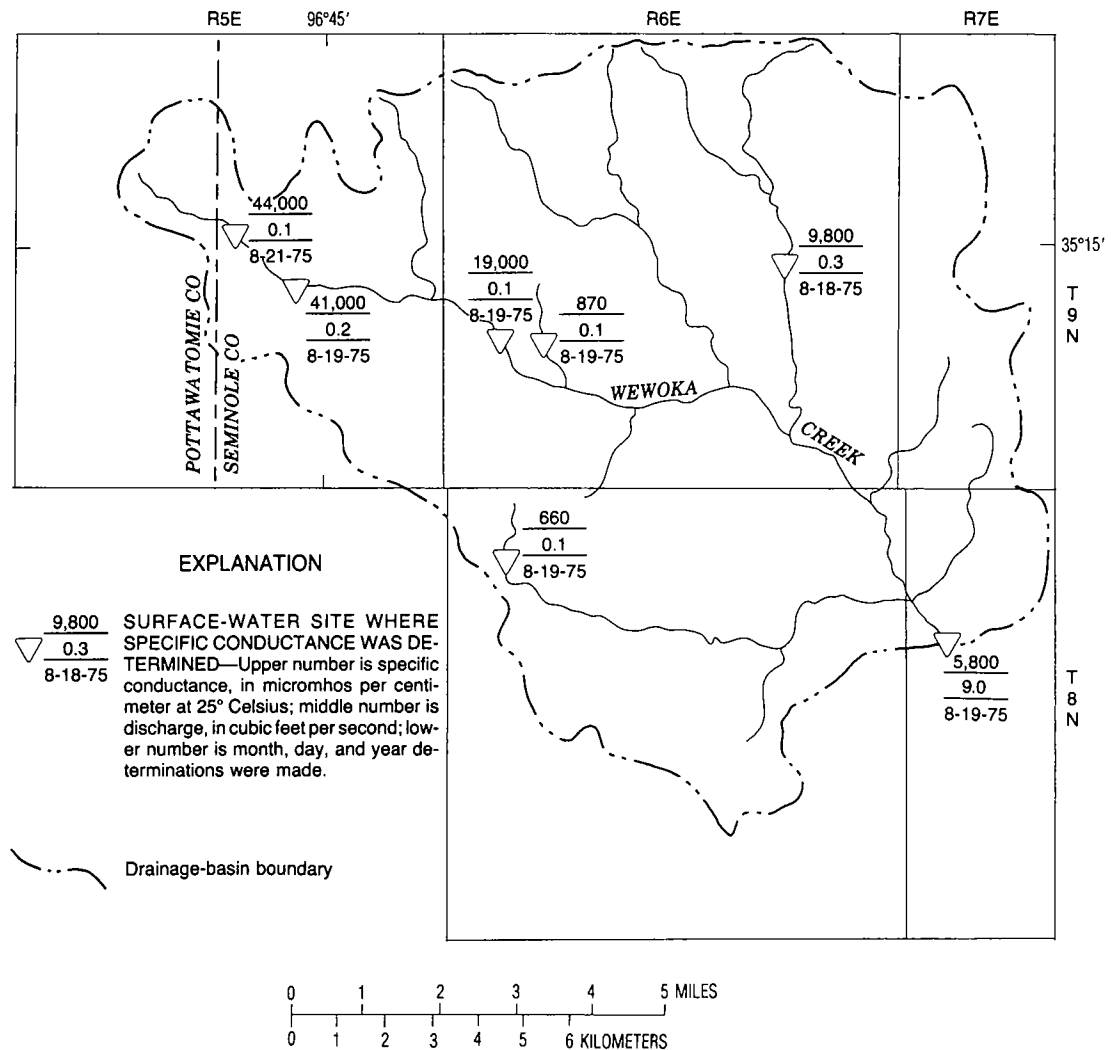 R5E 96°45' R6E R7E
44,000
0.1
8-21-75
41,000
0.2
8-19-75
19,000
0.1
8-19-75
870
0.1
8-19-75
9,800
0.3
8-18-75
35°15'
T
9
N
POTTAWATOMIE CO
SEMINOLE CO
WEWOKA
CREEK
660
0.1
8-19-75
5,800
9.0
8-19-75
T
8
N
EXPLANATION
9,800
0.3
8-18-75
SURFACE-WATER SITE WHERE
SPECIFIC CONDUCTANCE WAS DE-
TERMINED—Upper number is specific
conductance, in micromhos per centi-
meter at 25° Celsius; middle number is
discharge, in cubic feet per second; low-
er number is month, day, and year de-
terminations were made.
Drainage-basin boundary
0 1 2 3 4 5 MILES
0 1 2 3 4 5 6 KILOMETERS